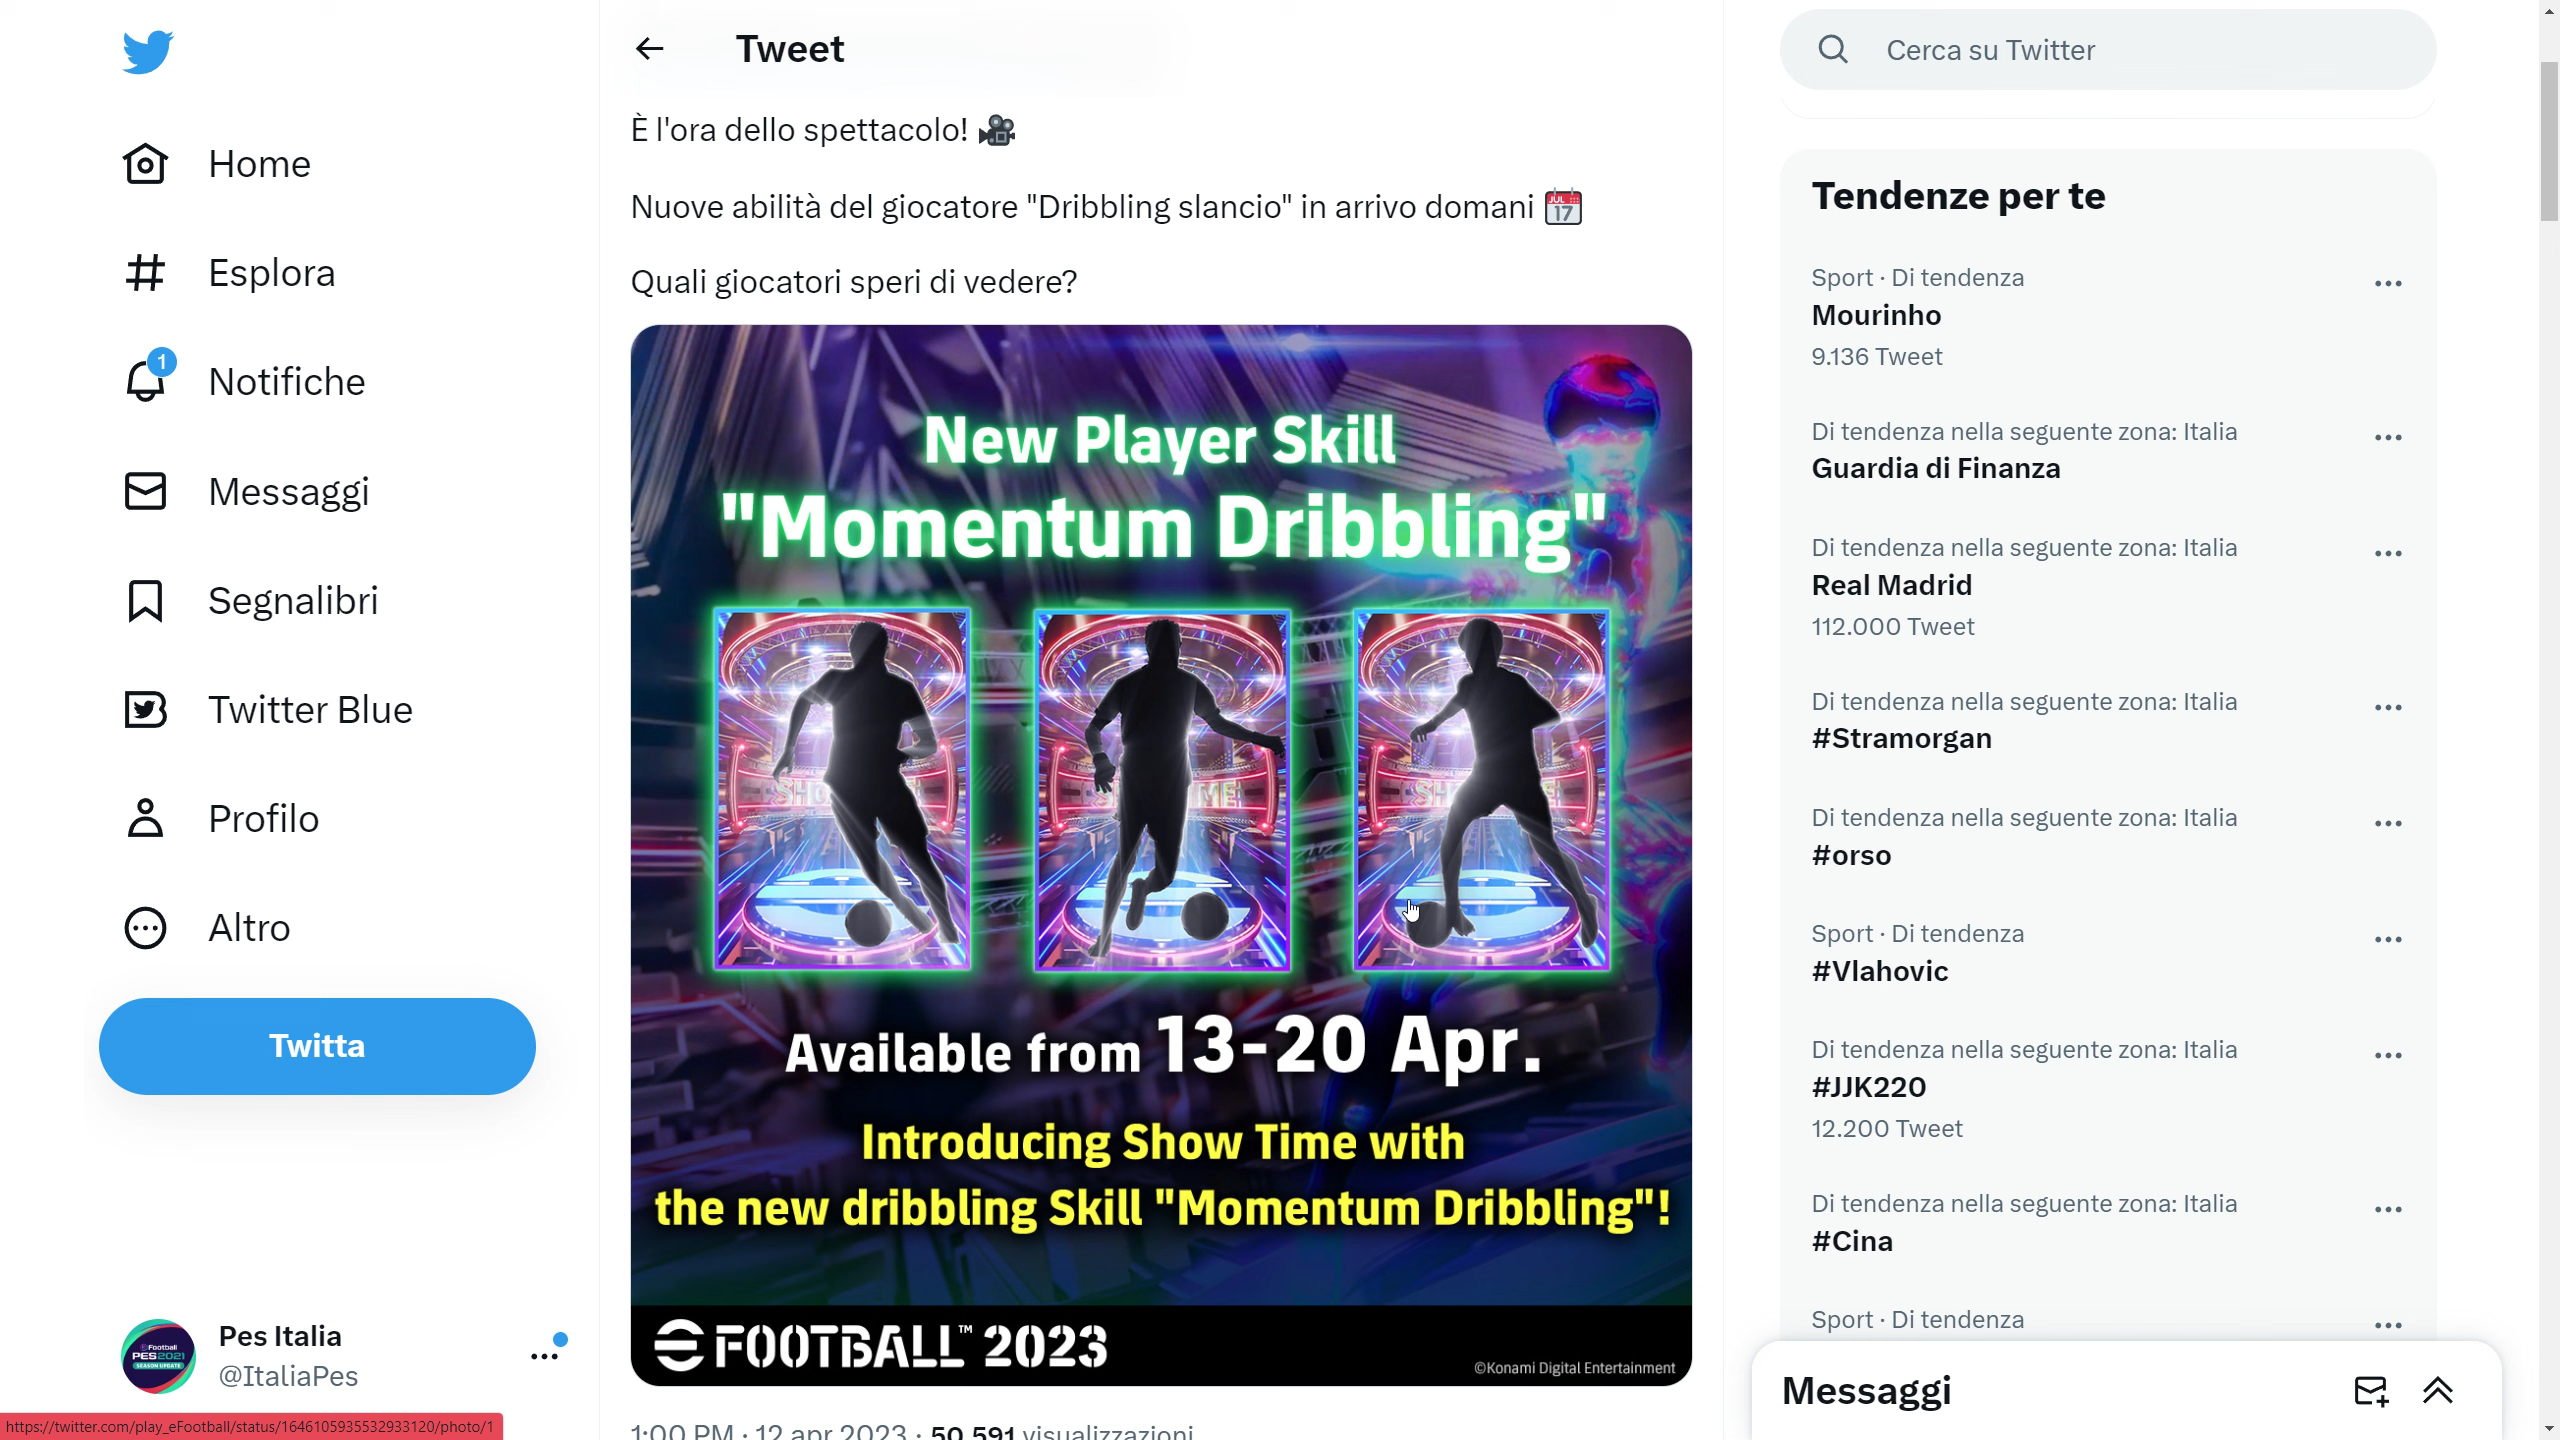 Home
Esplora
1
Notifiche
Messaggi
Segnalibri
Twitter Blue
Profilo
Altro
Twitta
Pes Italia
@ItaliaPes
https://twitter.com/play_eFootball/status/1646105935532933120/photo/1
Tweet
È l'ora dello spettacolo!
Nuove abilità del giocatore "Dribbling slancio" in arrivo domani
JUL
17
Quali giocatori speri di vedere?
New Player Skill
"Momentum Dribbling"
Available from 13-20 Apr.
Introducing Show Time with
the new dribbling Skill "Momentum Dribbling"!
FOOTBALL™ 2023
©Konami Digital Entertainment
1:00 PM · 12 apr 2023 · 50.591 visualizzazioni
Cerca su Twitter
Tendenze per te
Sport · Di tendenza
Mourinho
9.136 Tweet
Di tendenza nella seguente zona: Italia
Guardia di Finanza
Di tendenza nella seguente zona: Italia
Real Madrid
112.000 Tweet
Di tendenza nella seguente zona: Italia
#Stramorgan
Di tendenza nella seguente zona: Italia
#orso
Sport · Di tendenza
#Vlahovic
Di tendenza nella seguente zona: Italia
#JJK220
12.200 Tweet
Di tendenza nella seguente zona: Italia
#Cina
Sport · Di tendenza
Messaggi